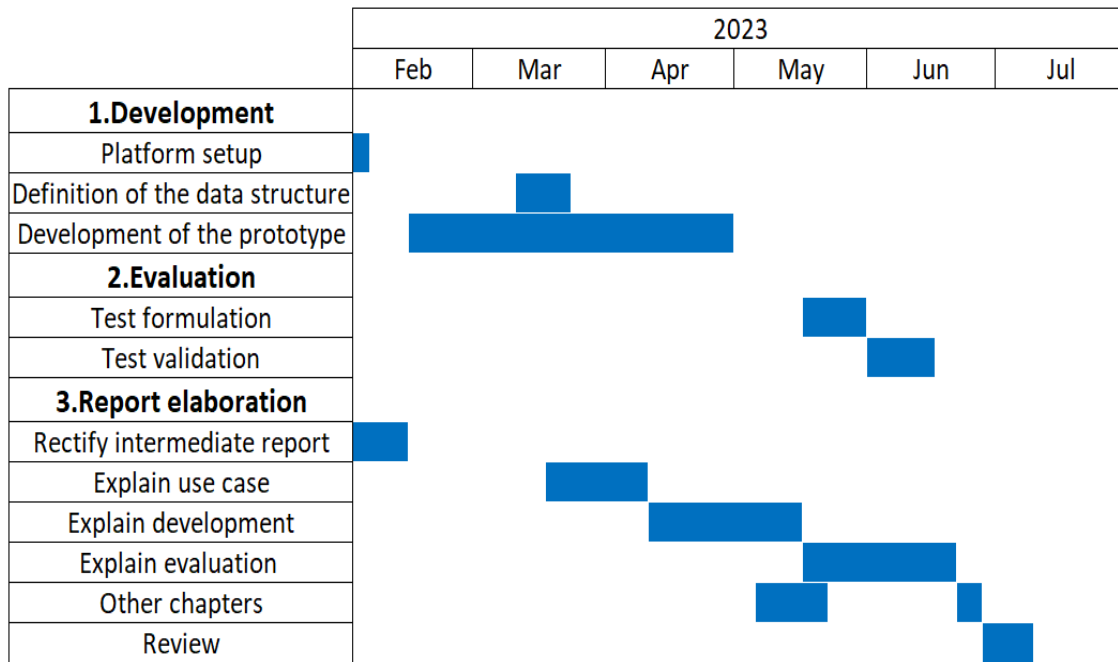 2023
Feb Mar Apr May Jun Jul
1.Development
Platform setup
Definition of the data structure
Development of the prototype
2.Evaluation
Test formulation
Test validation
3.Report elaboration
Rectify intermediate report
Explain use case
Explain development
Explain evaluation
Other chapters
Review